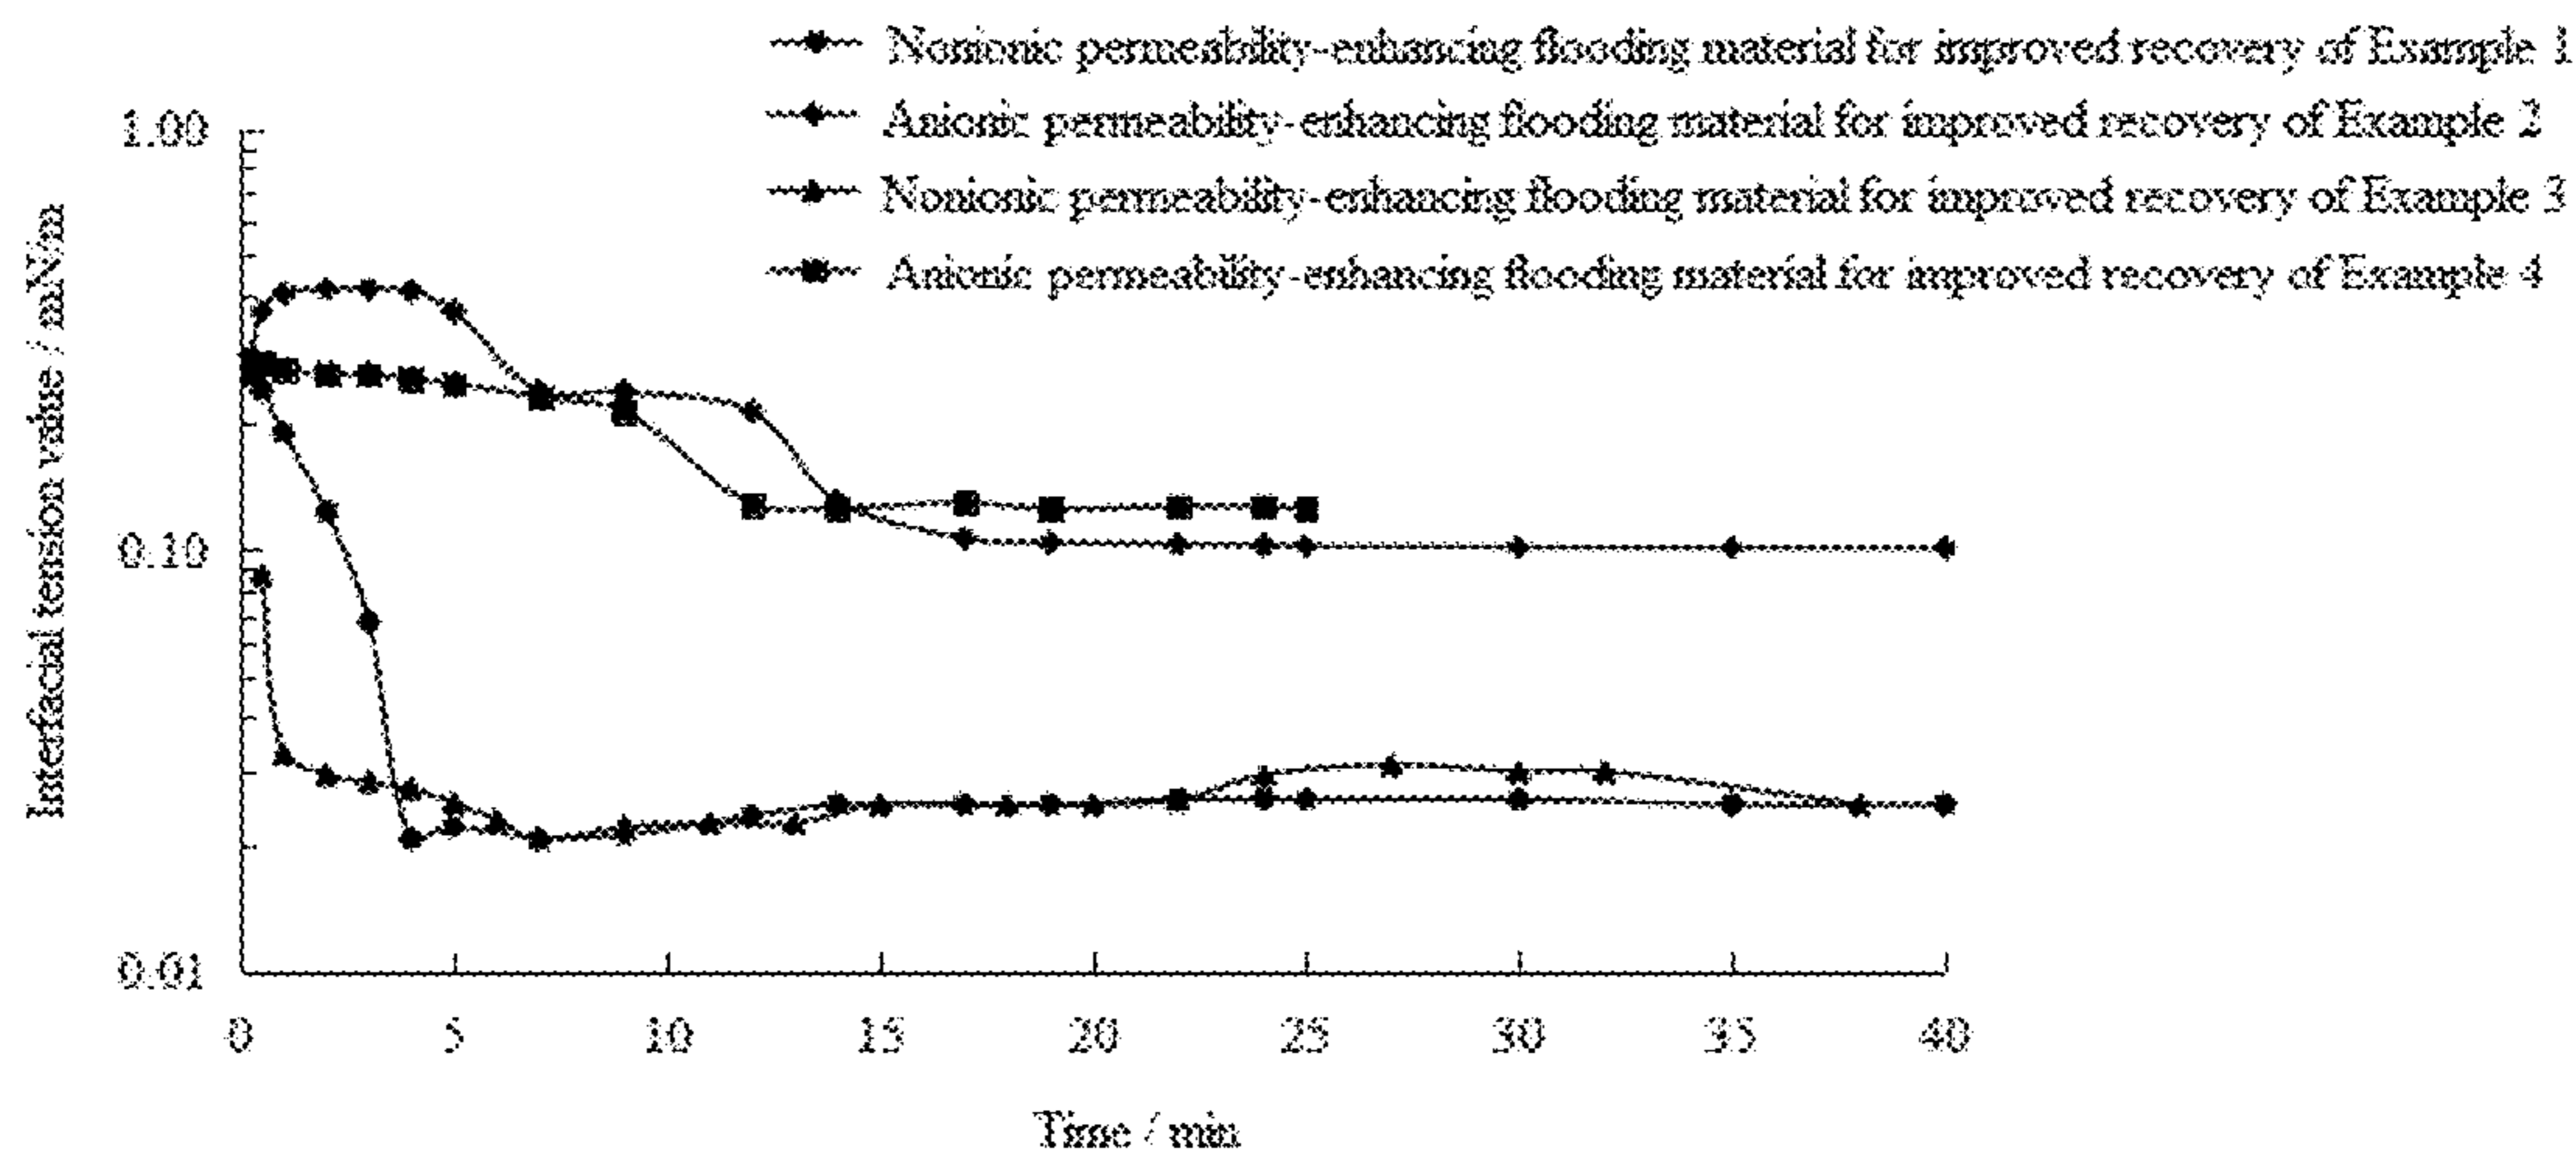 Nonionic permeability-enhancing flooding material for improved recovery of Example 1
Anionic permeability-enhancing flooding material for improved recovery of Example 2
Nonionic permeability-enhancing flooding material for improved recovery of Example 3
Anionic permeability-enhancing flooding material for improved recovery of Example 4
Interfacial tension value / mN/m
1.00
0.10
0.01
0 5 10 15 20 25 30 35 40
Time / min